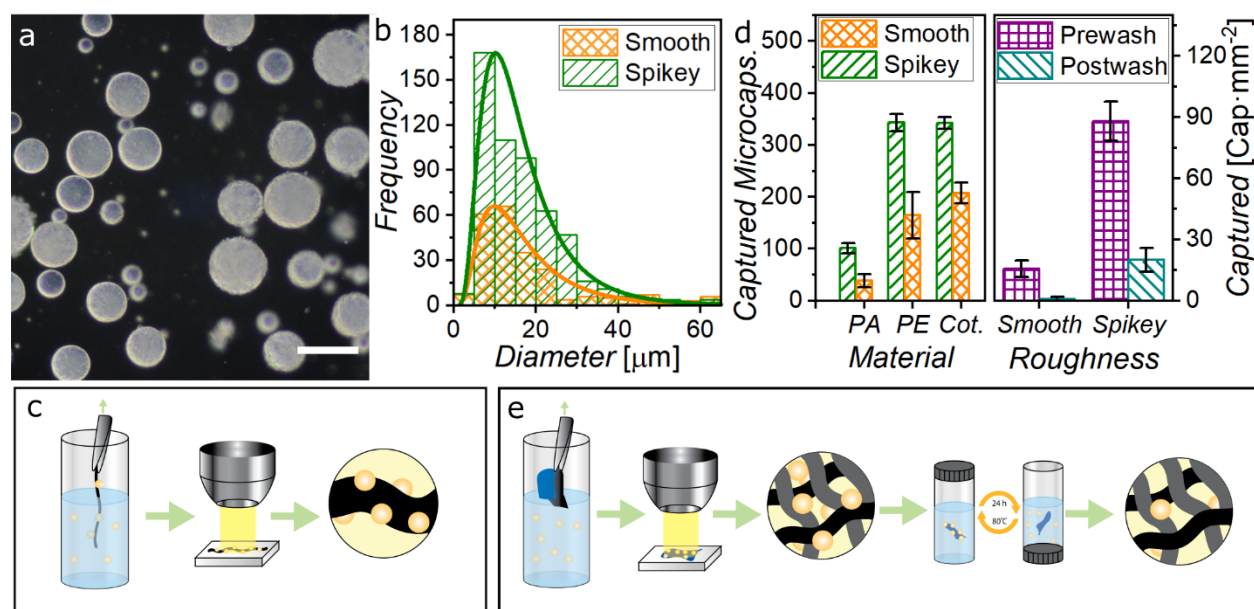 a
b
Frequency
180
150
120
90
60
30
0
Smooth
Spikey
0
20
40
60
Diameter [μm]
d
Captured Microcaps.
500
400
300
200
100
0
Smooth
Spikey
PA PE Cot.
Material
Prewash
Postwash
Smooth Spikey
Roughness
120
90
60
30
0
Captured [Cap·mm⁻²]
c
e
24 h
80℃